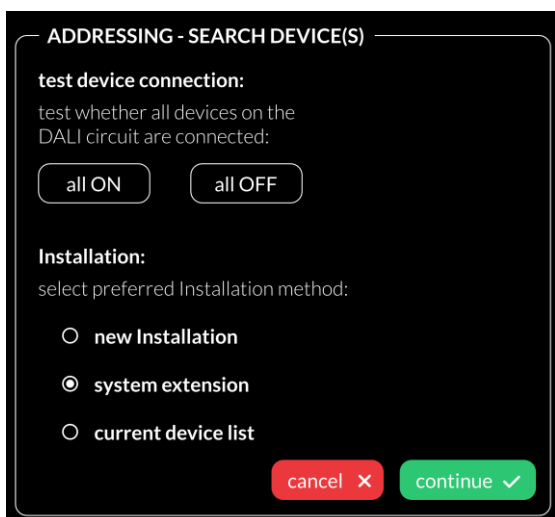 ADDRESSING - SEARCH DEVICE(S)
test device connection:
test whether all devices on the
DALI circuit are connected:
all ON all OFF
Installation:
select preferred Installation method:
new Installation
system extension
current device list
cancel continue